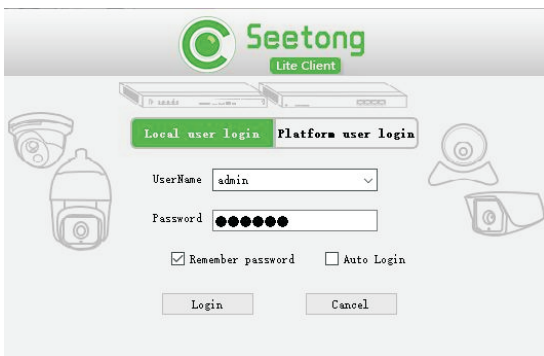 Seetong
Lite Client
Local user login Platform user login
UserName admin
Password ●●●●●●
Remember password Auto Login
Login Cancel